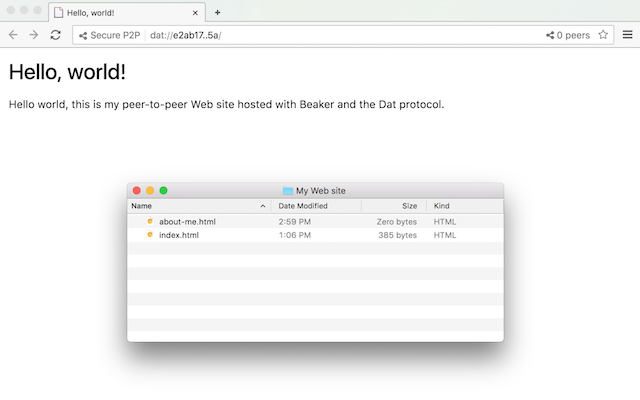 Hello, world!
Secure P2P dat://e2ab17..5a/ 0 peers
Hello, world!
Hello world, this is my peer-to-peer Web site hosted with Beaker and the Dat protocol.
My Web site
Name Date Modified Size Kind
about-me.html 2:59 PM Zero bytes HTML
index.html 1:06 PM 385 bytes HTML